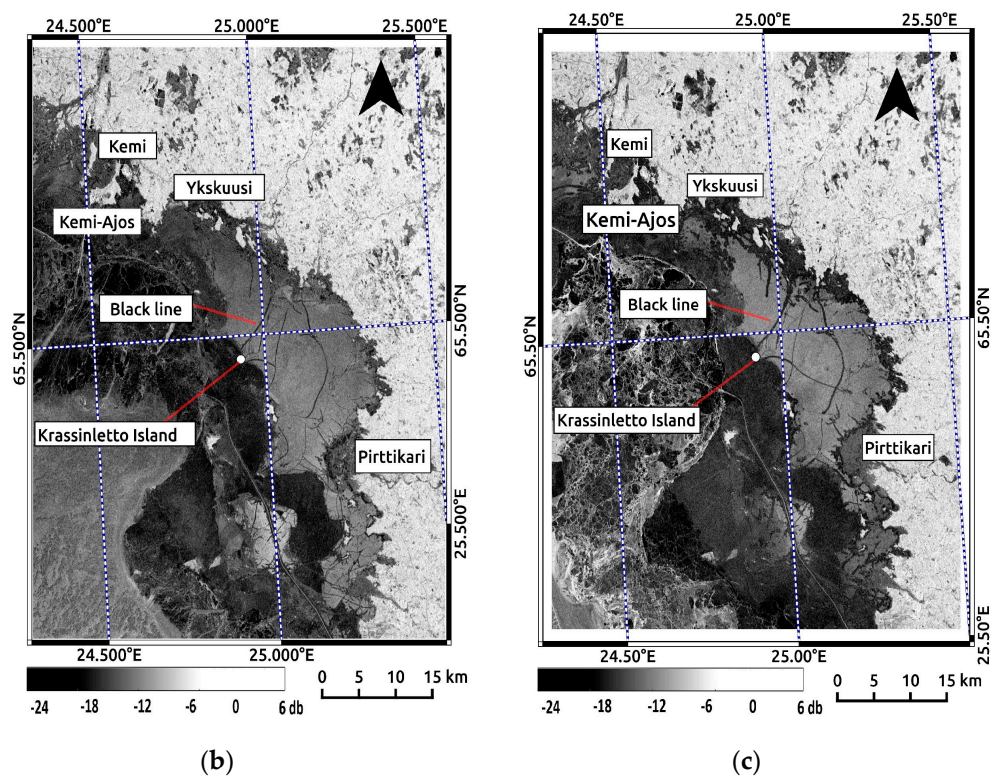 24.500°E 25.000°E 25.500°E
Kemi
Ykskuusi
Kemi-Ajos
Black line
65.500°N
65.500°N
Krassinletto Island
Pirttikari
25.500°E
24.500°E 25.000°E
-24 -18 -12 -6 0 6 db
0 5 10 15 km
(b)
24.50°E 25.00°E 25.50°E
Kemi
Ykskuusi
Kemi-Ajos
Black line
65.50°N
65.50°N
Krassinletto Island
Pirttikari
25.50°E
24.50°E 25.00°E
-24 -18 -12 -6 0 6 db
0 5 10 15 km
(c)